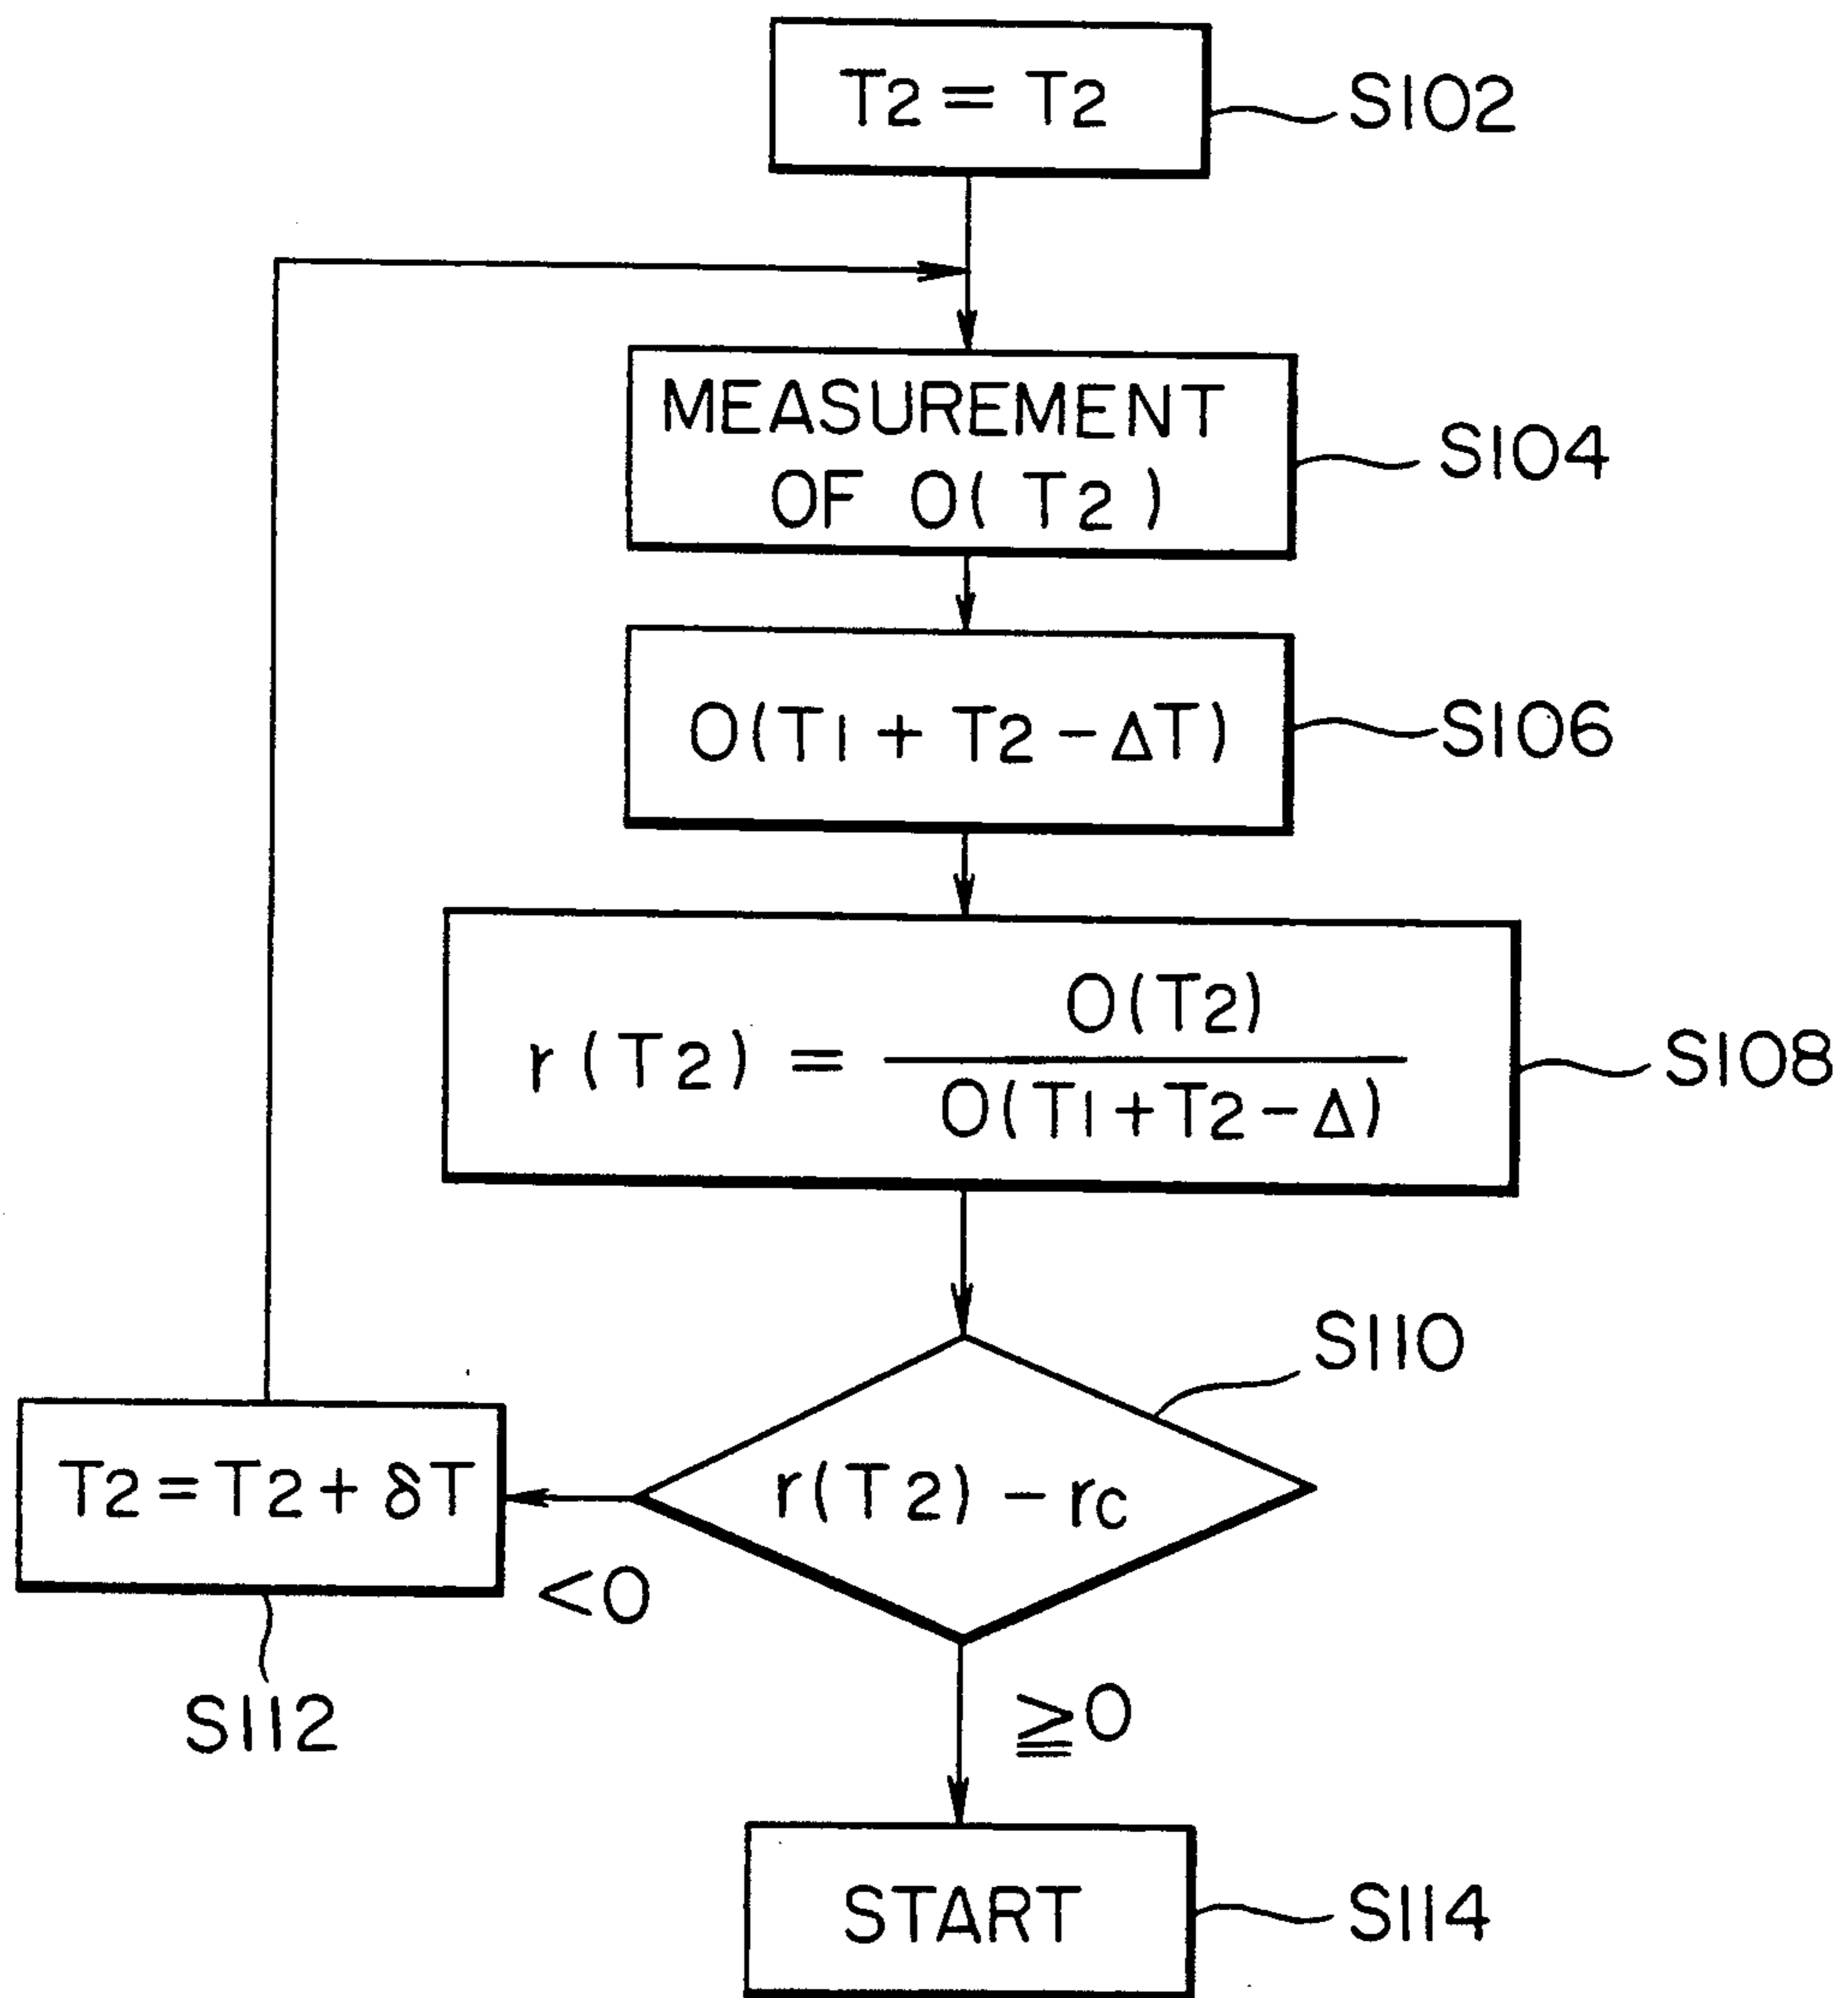 T2 = T2
S102
MEASUREMENT
OF O( T2 )
S104
O(T1 + T2 - ΔT)
S106
r (T2) = O(T2) / O(T1+T2-Δ)
S108
S110
r(T2) - rc
T2=T2+δT
<0
S112
≧0
START
S114